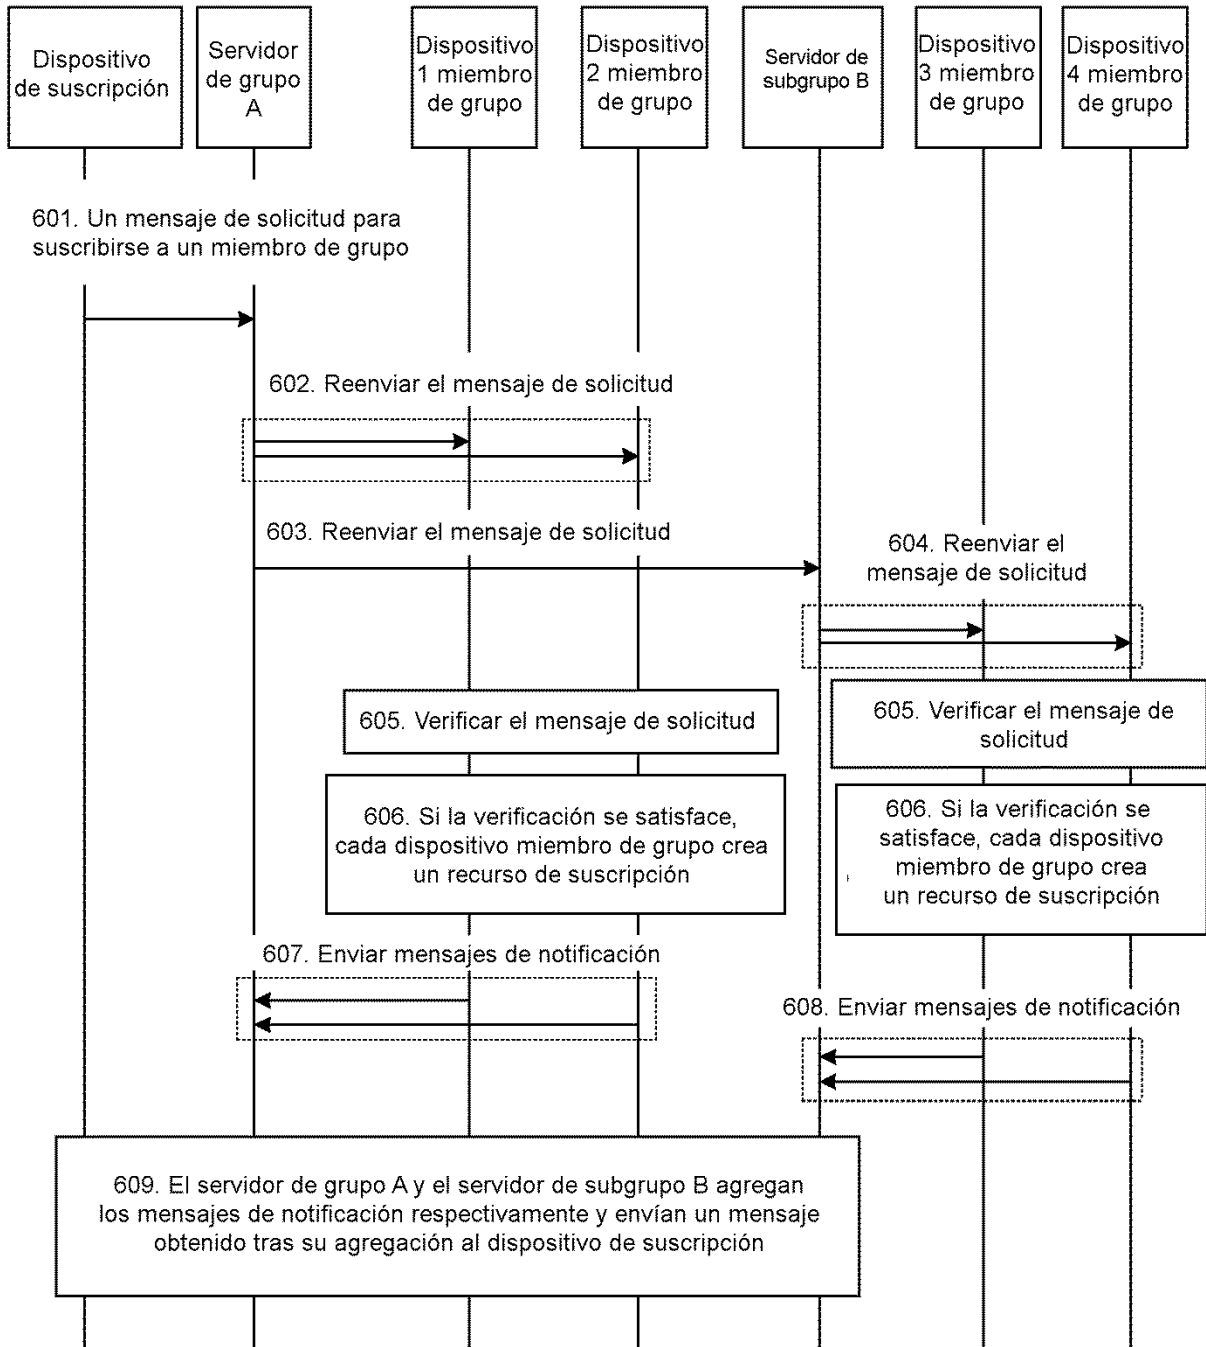 Dispositivo
de suscripción
Servidor
de grupo
A
Dispositivo
1 miembro
de grupo
Dispositivo
2 miembro
de grupo
Servidor de
subgrupo B
Dispositivo
3 miembro
de grupo
Dispositivo
4 miembro
de grupo
601. Un mensaje de solicitud para
suscribirse a un miembro de grupo
602. Reenviar el mensaje de solicitud
603. Reenviar el mensaje de solicitud
604. Reenviar el
mensaje de solicitud
605. Verificar el mensaje de solicitud
605. Verificar el mensaje de
solicitud
606. Si la verificación se satisface,
cada dispositivo miembro de grupo crea
un recurso de suscripción
606. Si la verificación se
satisface, cada dispositivo
miembro de grupo crea
un recurso de suscripción
607. Enviar mensajes de notificación
608. Enviar mensajes de notificación
609. El servidor de grupo A y el servidor de subgrupo B agregan
los mensajes de notificación respectivamente y envían un mensaje
obtenido tras su agregación al dispositivo de suscripción